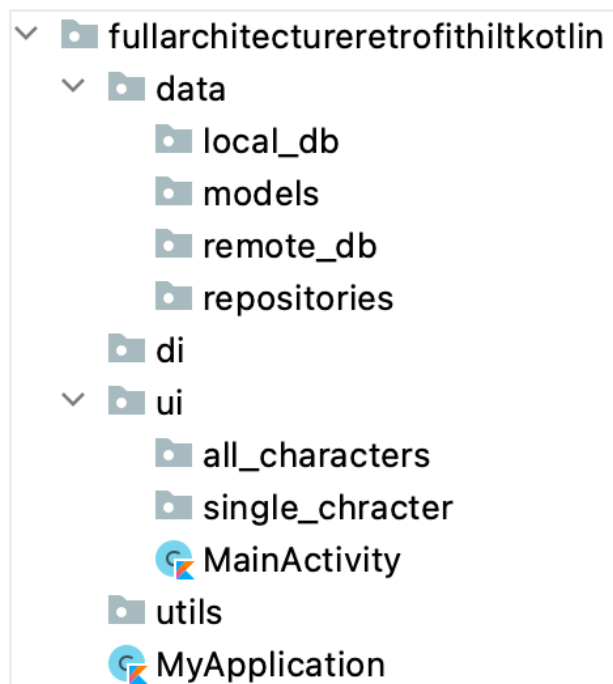 fullarchitectureretrofithiltkotlin
data
local_db
models
remote_db
repositories
di
ui
all_characters
single_chracter
MainActivity
utils
MyApplication